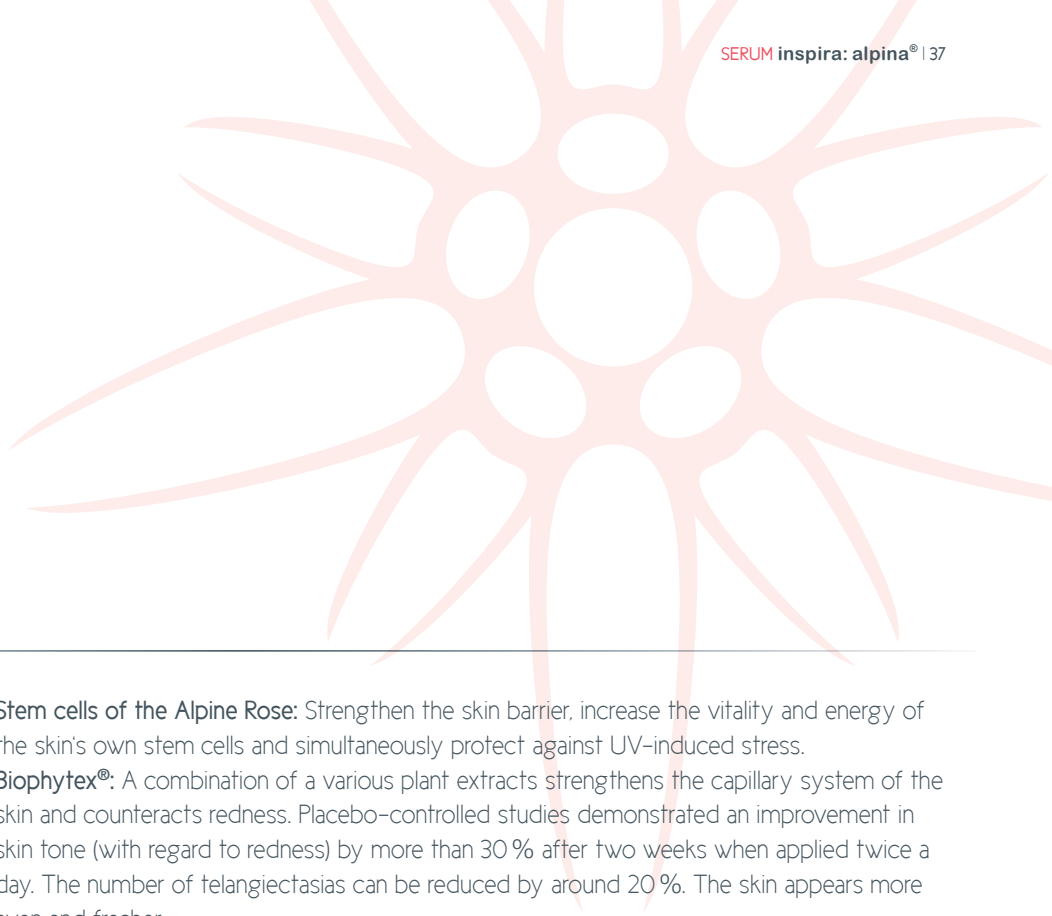 SERUM inspira: alpina® | 37
Stem cells of the Alpine Rose: Strengthen the skin barrier, increase the vitality and energy of
the skin's own stem cells and simultaneously protect against UV-induced stress.
Biophytex®: A combination of a various plant extracts strengthens the capillary system of the
skin and counteracts redness. Placebo-controlled studies demonstrated an improvement in
skin tone (with regard to redness) by more than 30 % after two weeks when applied twice a
day. The number of telangiectasias can be reduced by around 20 %. The skin appears more
even and fresher.